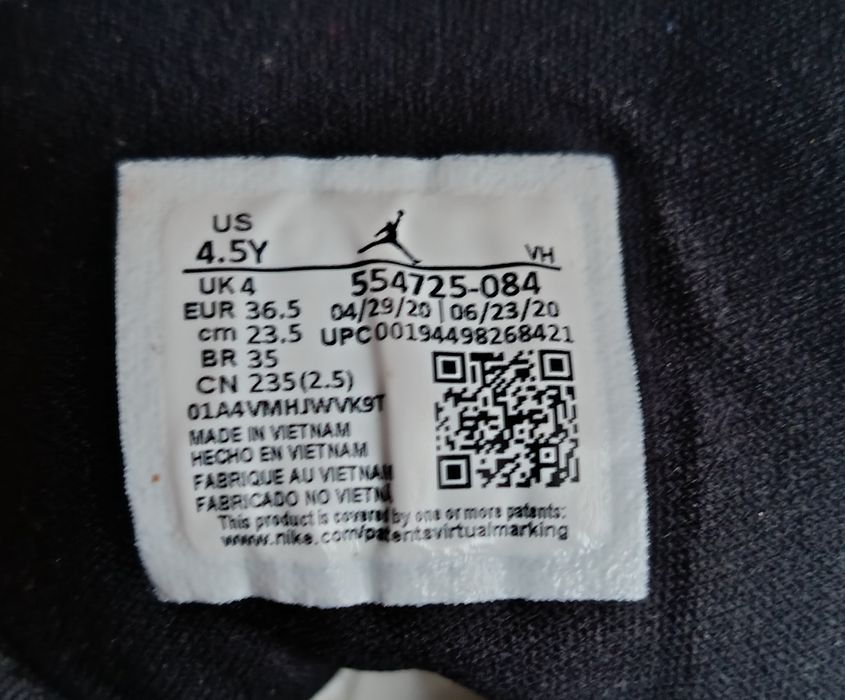 US
4.5Y
VH
UK 4
554725-084
EUR 36.5
04/29/20 | 06/23/20
cm 23.5
UPC00194498268421
BR 35
CN 235(2.5)
01A4VMHJWVK9T
MADE IN VIETNAM
HECHO EN VIETNAM
FABRIQUE AU VIETNAM
FABRICADO NO VIETNA
This product is covered by one or more patents:
www.nike.com/patentsvirtualmarking